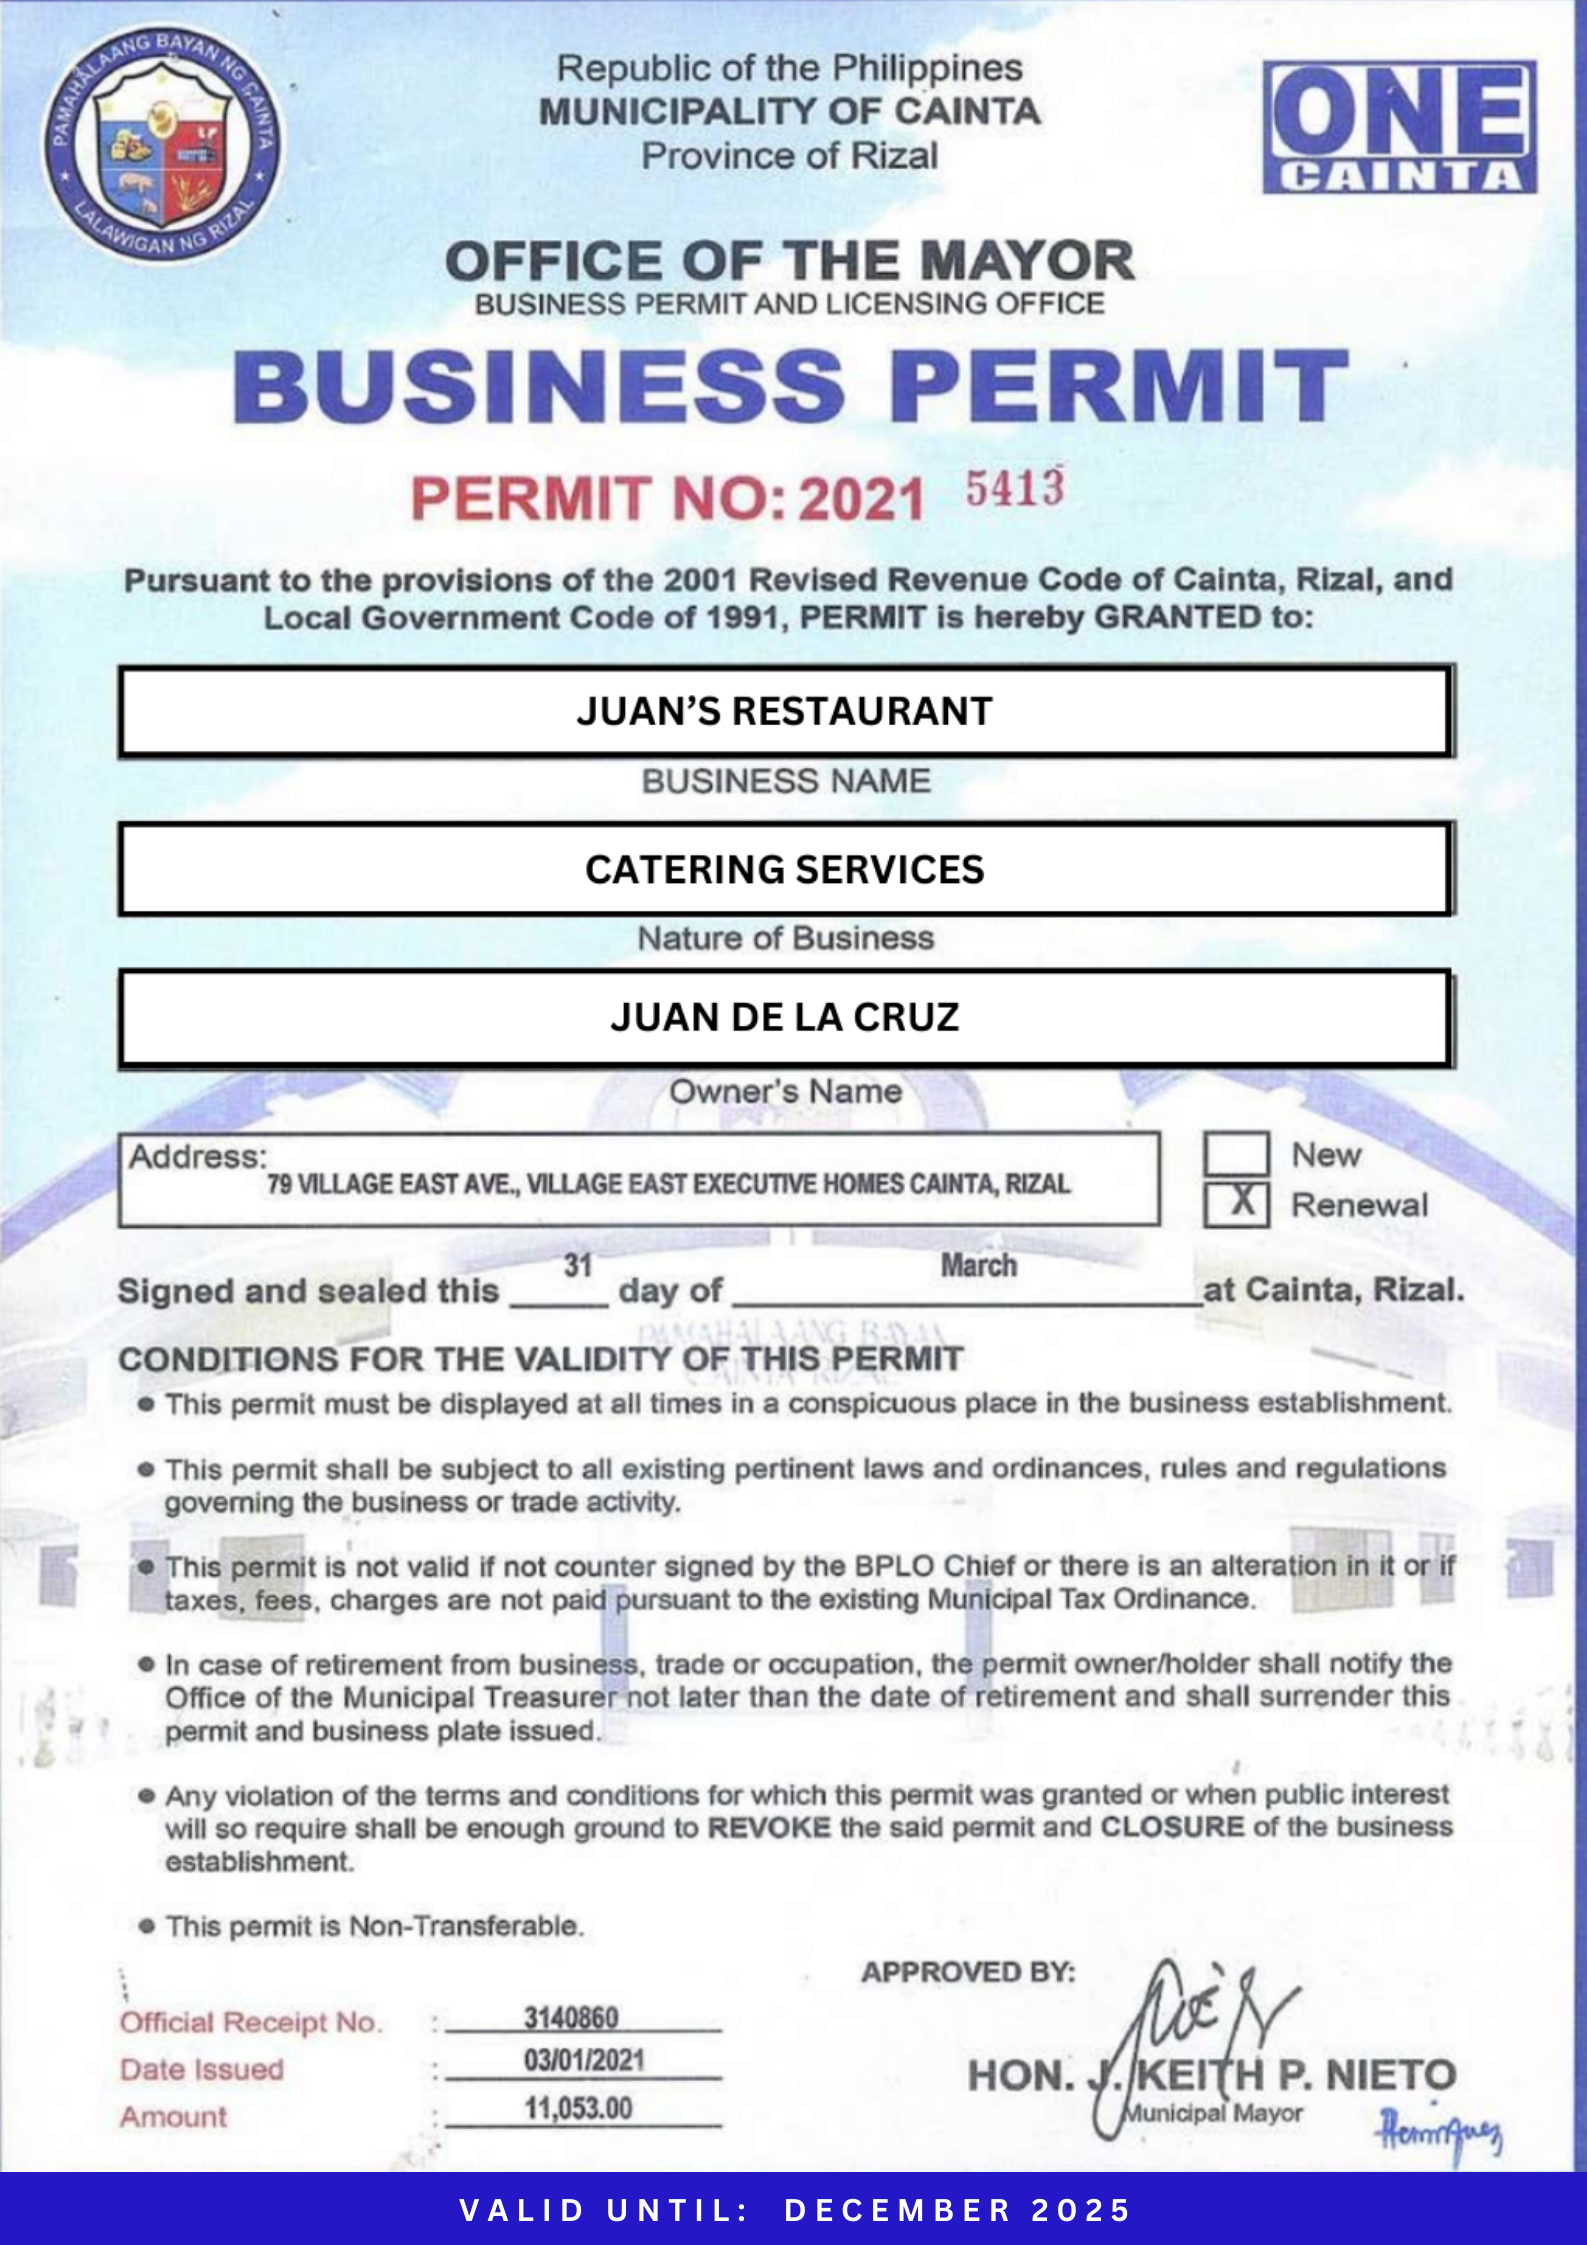 PAMAHALAANG BAYAN NG CAINTA
LALAWIGAN NG RIZAL
Republic of the Philippines
MUNICIPALITY OF CAINTA
Province of Rizal
ONE
CAINTA
OFFICE OF THE MAYOR
BUSINESS PERMIT AND LICENSING OFFICE
BUSINESS PERMIT
PERMIT NO: 2021 5413
Pursuant to the provisions of the 2001 Revised Revenue Code of Cainta, Rizal, and
Local Government Code of 1991, PERMIT is hereby GRANTED to:
JUAN’S RESTAURANT
BUSINESS NAME
CATERING SERVICES
Nature of Business
JUAN DE LA CRUZ
Owner's Name
Address:
79 VILLAGE EAST AVE., VILLAGE EAST EXECUTIVE HOMES CAINTA, RIZAL
New
X Renewal
Signed and sealed this 31 day of March at Cainta, Rizal.
CONDITIONS FOR THE VALIDITY OF THIS PERMIT
● This permit must be displayed at all times in a conspicuous place in the business establishment.
● This permit shall be subject to all existing pertinent laws and ordinances, rules and regulations
governing the business or trade activity.
● This permit is not valid if not counter signed by the BPLO Chief or there is an alteration in it or if
taxes, fees, charges are not paid pursuant to the existing Municipal Tax Ordinance.
● In case of retirement from business, trade or occupation, the permit owner/holder shall notify the
Office of the Municipal Treasurer not later than the date of retirement and shall surrender this
permit and business plate issued.
● Any violation of the terms and conditions for which this permit was granted or when public interest
will so require shall be enough ground to REVOKE the said permit and CLOSURE of the business
establishment.
● This permit is Non-Transferable.
APPROVED BY:
Official Receipt No. : 3140860
Date Issued : 03/01/2021
Amount : 11,053.00
HON. J. KEITH P. NIETO
Municipal Mayor
VALID UNTIL: DECEMBER 2025